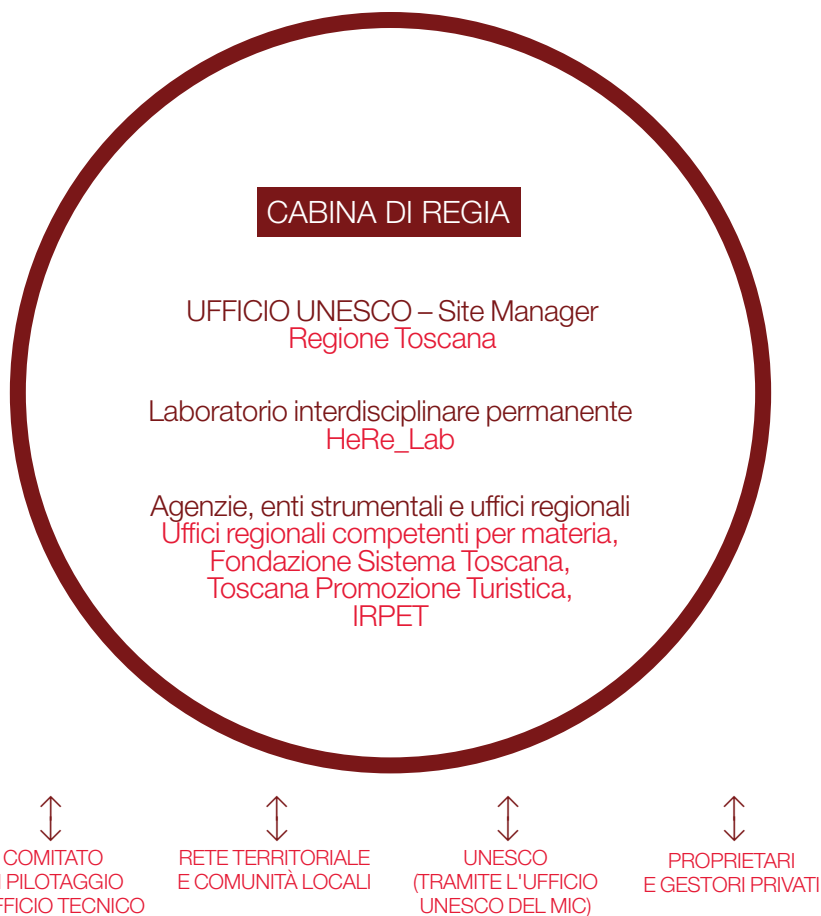 CABINA DI REGIA
UFFICIO UNESCO – Site Manager
Regione Toscana
Laboratorio interdisciplinare permanente
HeRe_Lab
Agenzie, enti strumentali e uffici regionali
Uffici regionali competenti per materia,
Fondazione Sistema Toscana,
Toscana Promozione Turistica,
IRPET
COMITATO
I PILOTAGGIO
FFICIO TECNICO
RETE TERRITORIALE
E COMUNITÀ LOCALI
UNESCO
(TRAMITE L'UFFICIO
UNESCO DEL MIC)
PROPRIETARI
E GESTORI PRIVATI